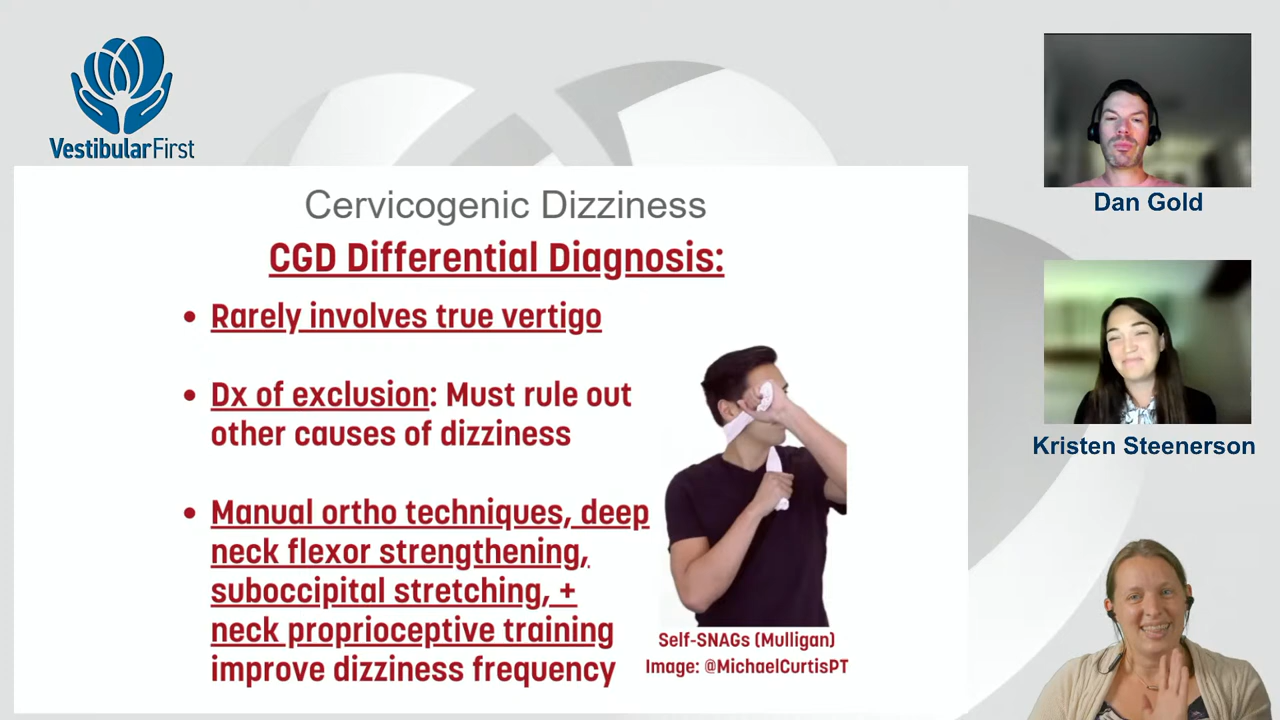 VestibularFirst
Cervicogenic Dizziness
CGD Differential Diagnosis:
• Rarely involves true vertigo
• Dx of exclusion: Must rule out
other causes of dizziness
• Manual ortho techniques, deep
neck flexor strengthening,
suboccipital stretching, +
neck proprioceptive training
improve dizziness frequency
Self-SNAGs (Mulligan)
Image: @MichaelCurtisPT
Dan Gold
Kristen Steenerson